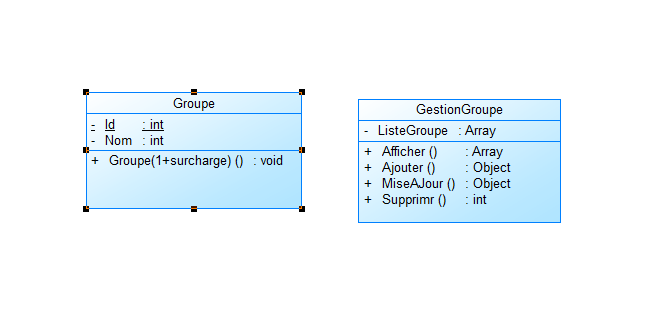 Groupe
- Id : int
- Nom : int
+ Groupe(1+surcharge) () : void
GestionGroupe
- ListeGroupe : Array
+ Afficher () : Array
+ Ajouter () : Object
+ MiseAJour () : Object
+ Supprimr () : int